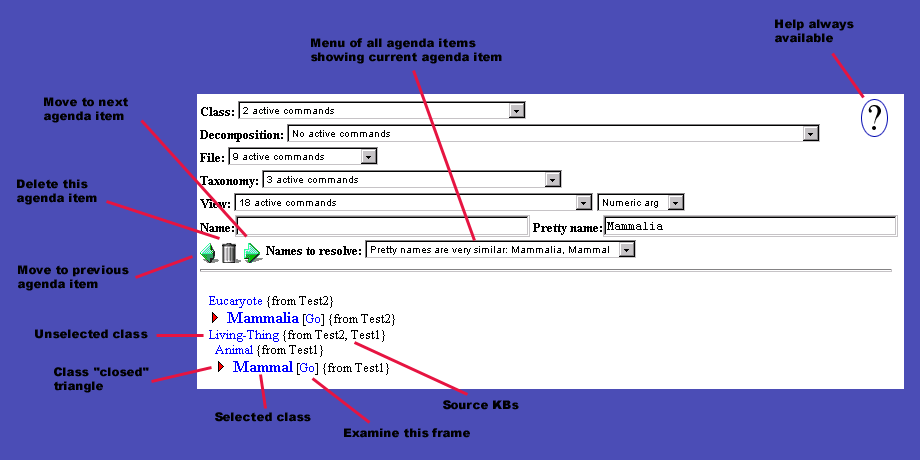 Help always
available
Menu of all agenda items
showing current agenda item
Move to next
agenda item
Class: 2 active commands
?
Decomposition: No active commands
File: 9 active commands
Taxonomy: 3 active commands
Delete this
agenda item
View: 18 active commands Numeric arg
Name: Pretty name: Mammalia
Names to resolve: Pretty names are very similar: Mammalia, Mammal
Move to previous
agenda item
Eucaryote {from Test2}
Mammalia [Go] {from Test2}
Unselected class
Living-Thing {from Test2, Test1}
Animal {from Test1}
Class "closed"
triangle
Mammal [Go] {from Test1}
Source KBs
Selected class
Examine this frame